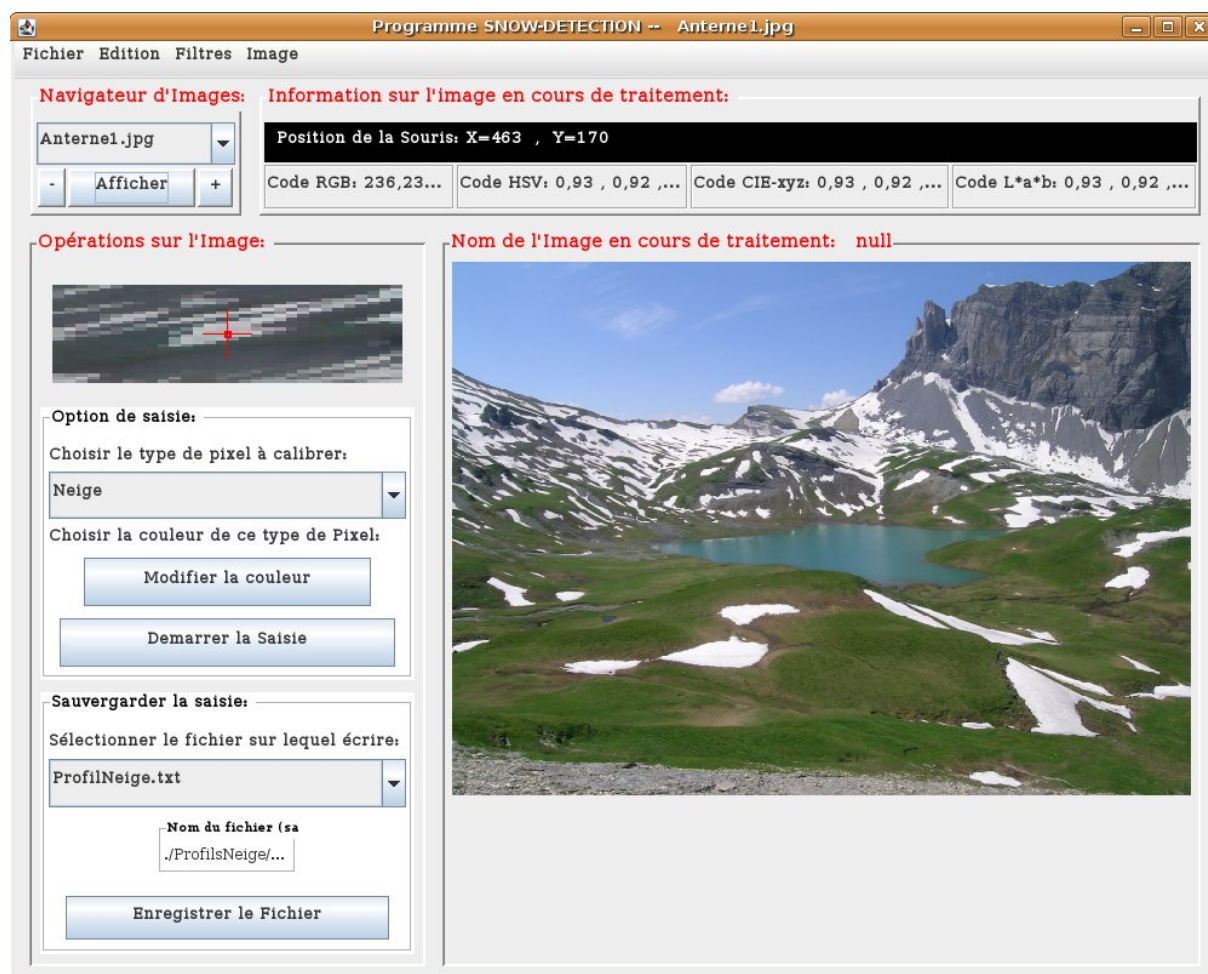 Programme SNOW-DETECTION -- Anterne1.jpg
Fichier Edition Filtres Image
Navigateur d'Images:
Anterne1.jpg
- Afficher +
Information sur l'image en cours de traitement:
Position de la Souris: X=463 , Y=170
Code RGB: 236,23... Code HSV: 0,93 , 0,92 ,... Code CIE-xyz: 0,93 , 0,92 ,... Code L*a*b: 0,93 , 0,92 ,...
Opérations sur l'Image:
Option de saisie:
Choisir le type de pixel à calibrer:
Neige
Choisir la couleur de ce type de Pixel:
Modifier la couleur
Demarrer la Saisie
Sauvergarder la saisie:
Sélectionner le fichier sur lequel écrire:
ProfilNeige.txt
Nom du fichier (sa
./ProfilsNeige/...
Enregistrer le Fichier
Nom de l'Image en cours de traitement: null